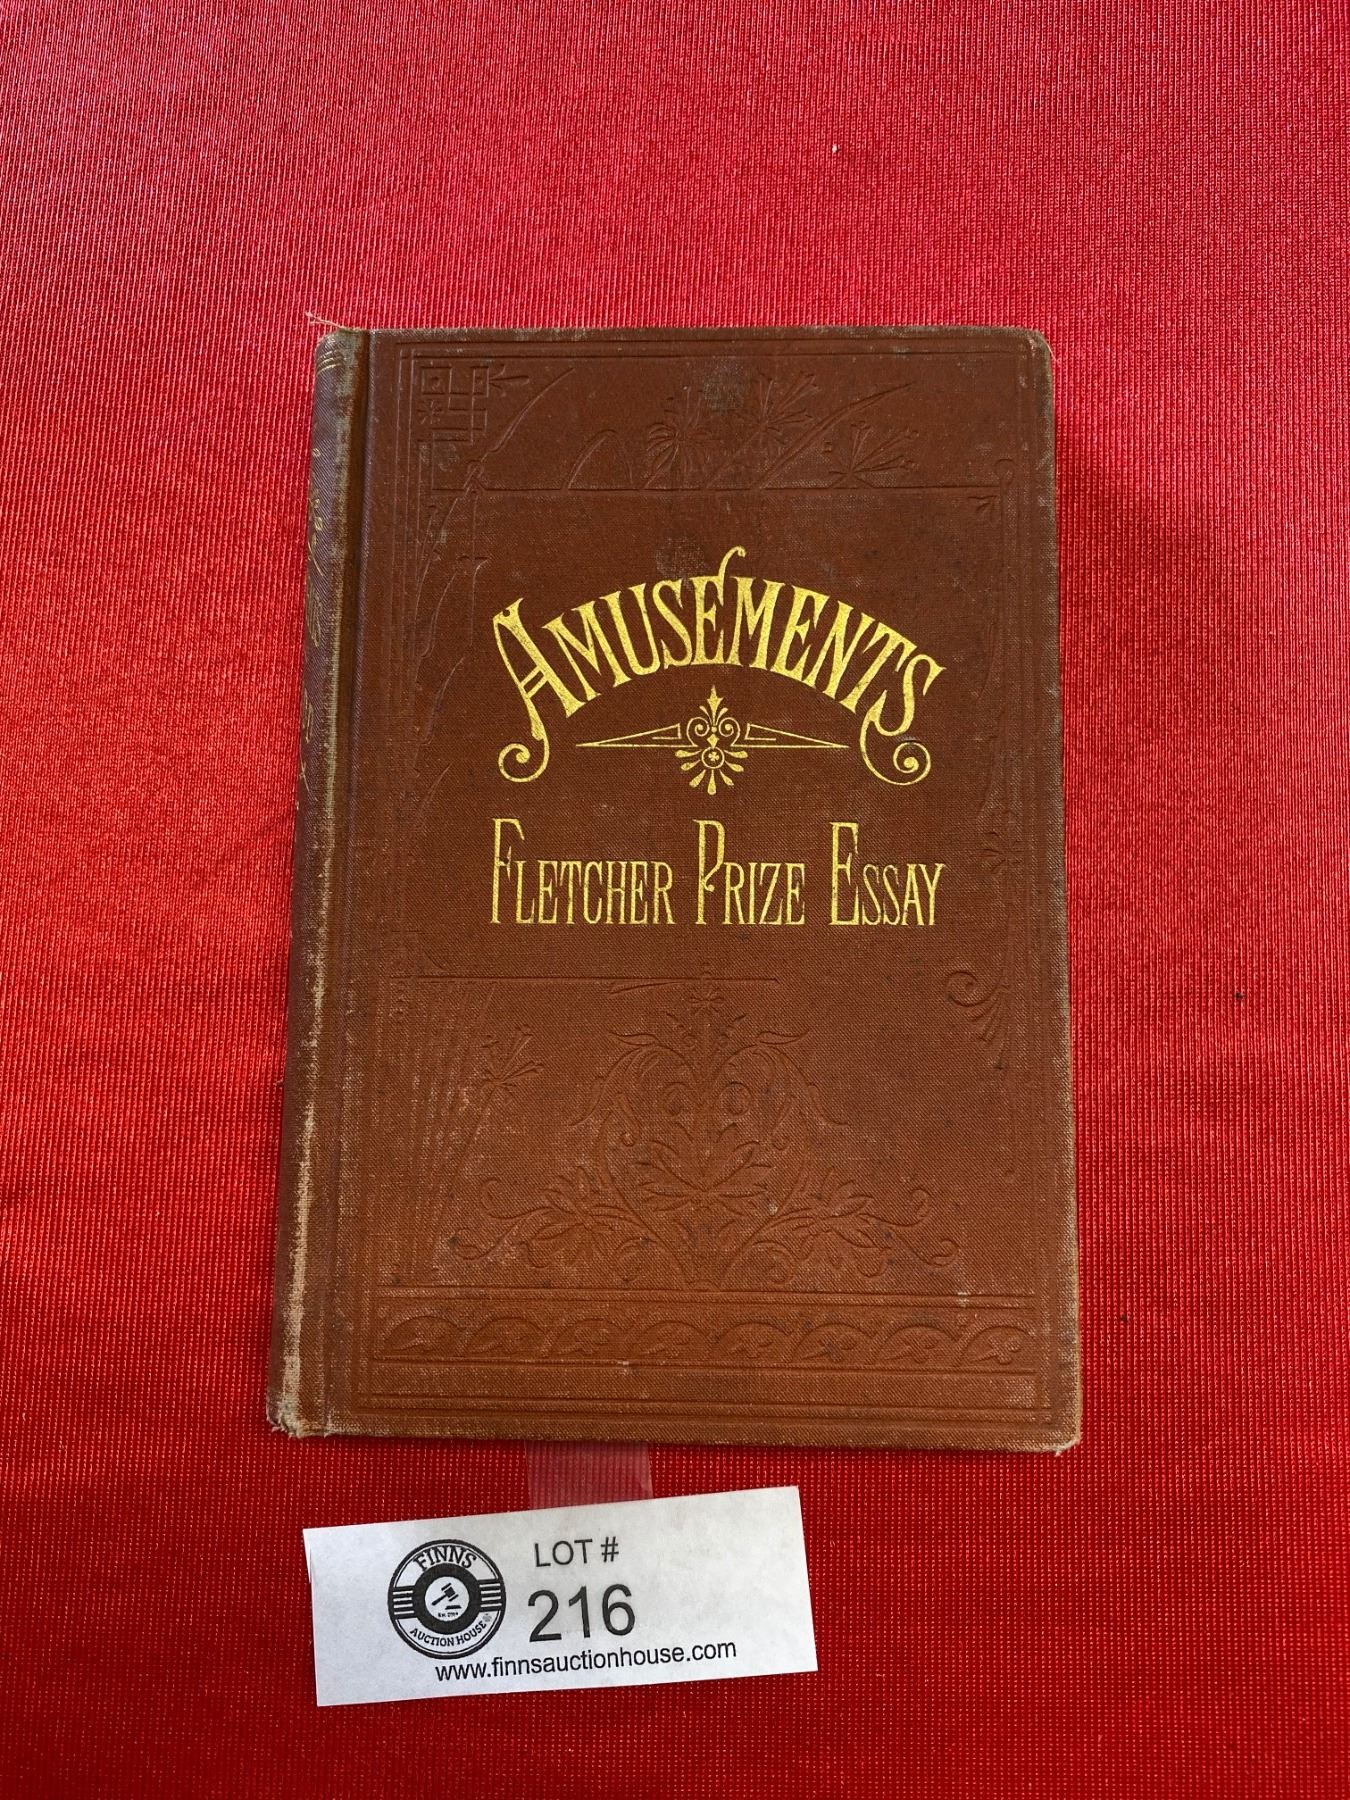 AMUSEMENTS
FLETCHER PRIZE ESSAY
FINNS
AUCTION HOUSE
LOT #
216
www.finnsauctionhouse.com